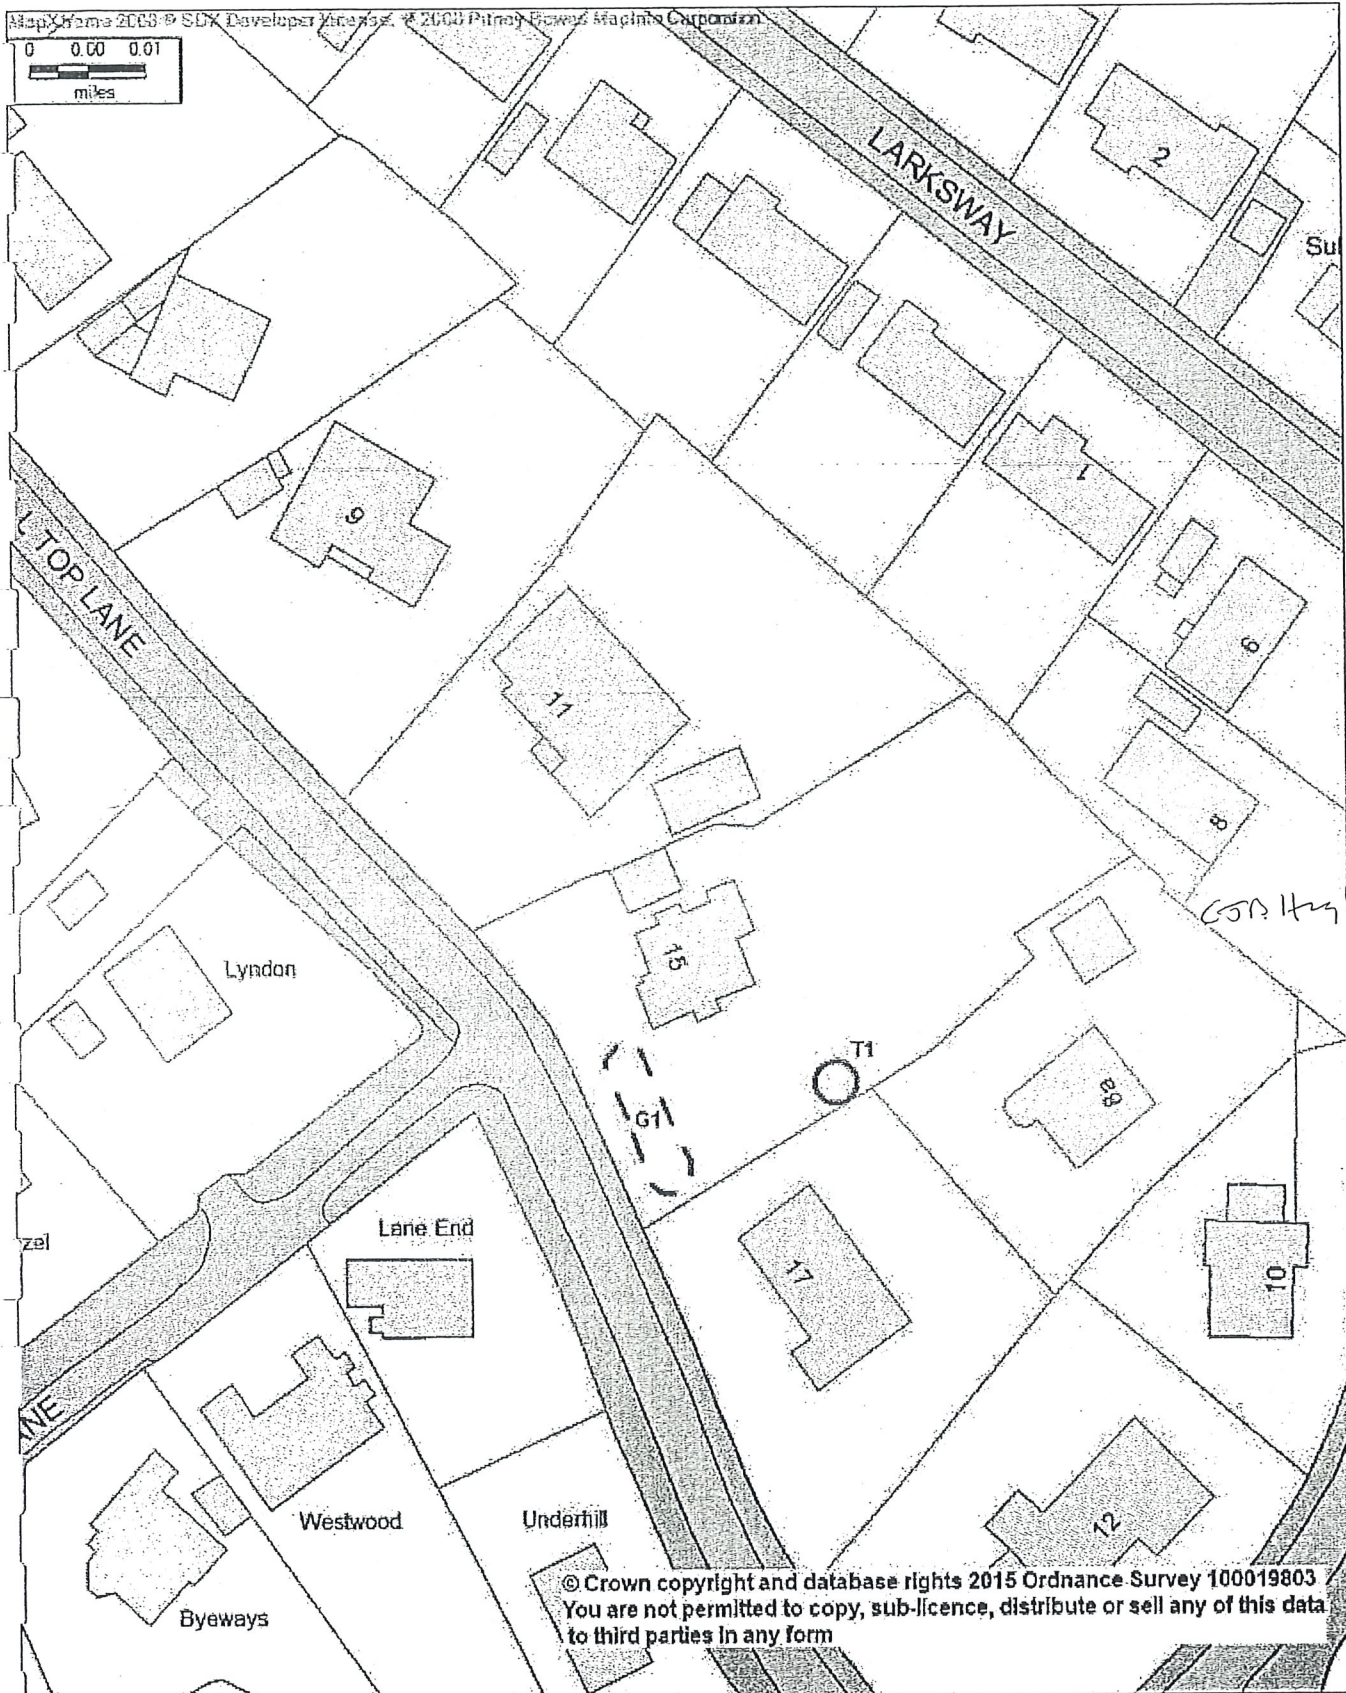 MapXtreme 2008 ® SDK Developer License. © 2008 Pitney Bowes MapInfo Corporation
0 0.00 0.01
miles
LARKSWAY
2
Su
1
9
TOP LANE
11
6
8
15
Lyndon
T1
G1
8a
zel
Lane End
17
10
ANE
Westwood
Underhill
12
Byeways
© Crown copyright and database rights 2015 Ordnance Survey 100019803
You are not permitted to copy, sub-licence, distribute or sell any of this data
to third parties in any form